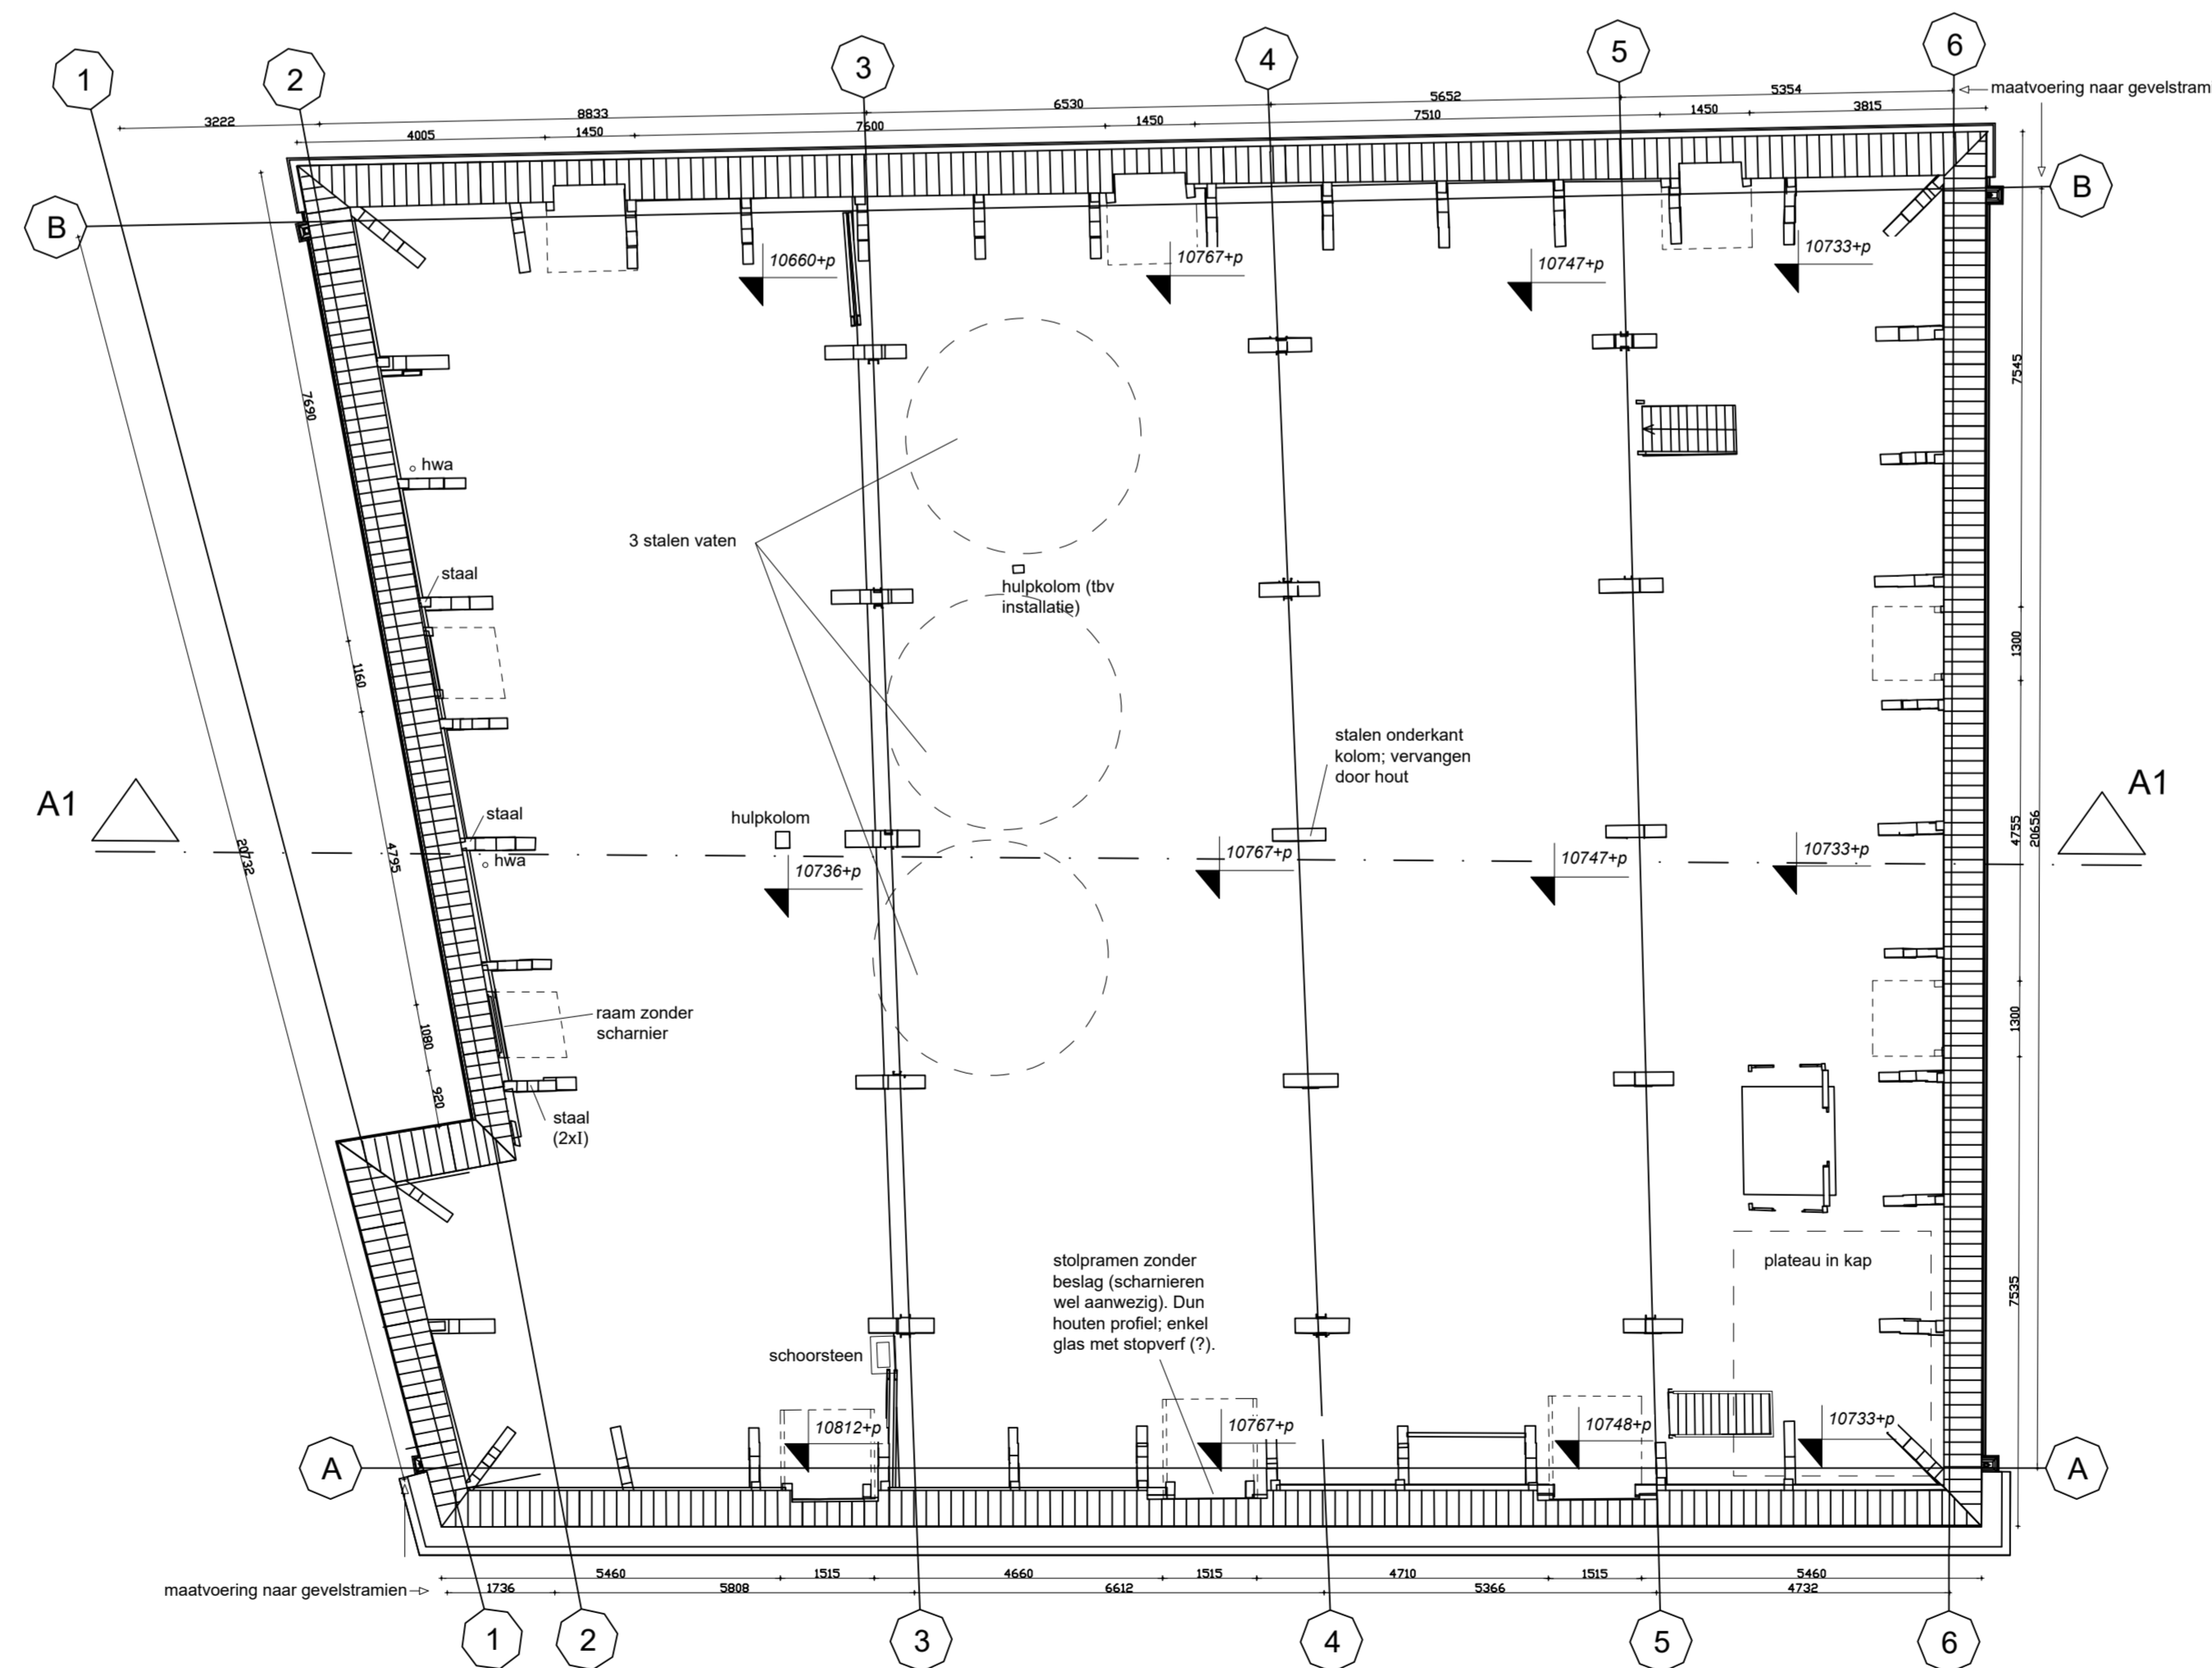 1
2
3
4
5
6
maatvoering naar gevelstram
3222
8833
6530
5652
5354
4005
1450
7600
1450
7510
1450
3815
B
B
10660+p
10767+p
10747+p
10733+p
7690
7545
hwa
3 stalen vaten
staal
hulpkolom (tbv
installatie)
1160
1300
stalen onderkant
kolom; vervangen
door hout
A1
A1
staal
hulpkolom
hwa
20732
4795
4755
20656
10736+p
10767+p
10747+p
10733+p
raam zonder
scharnier
1080
1300
920
staal
(2xI)
stolpramen zonder
beslag (scharnieren
wel aanwezig). Dun
houten profiel; enkel
glas met stopverf (?).
plateau in kap
7535
schoorsteen
10812+p
10767+p
10748+p
10733+p
A
A
5460
1515
4660
1515
4710
1515
5460
maatvoering naar gevelstramien
1736
5808
6612
5366
4732
1
2
3
4
5
6